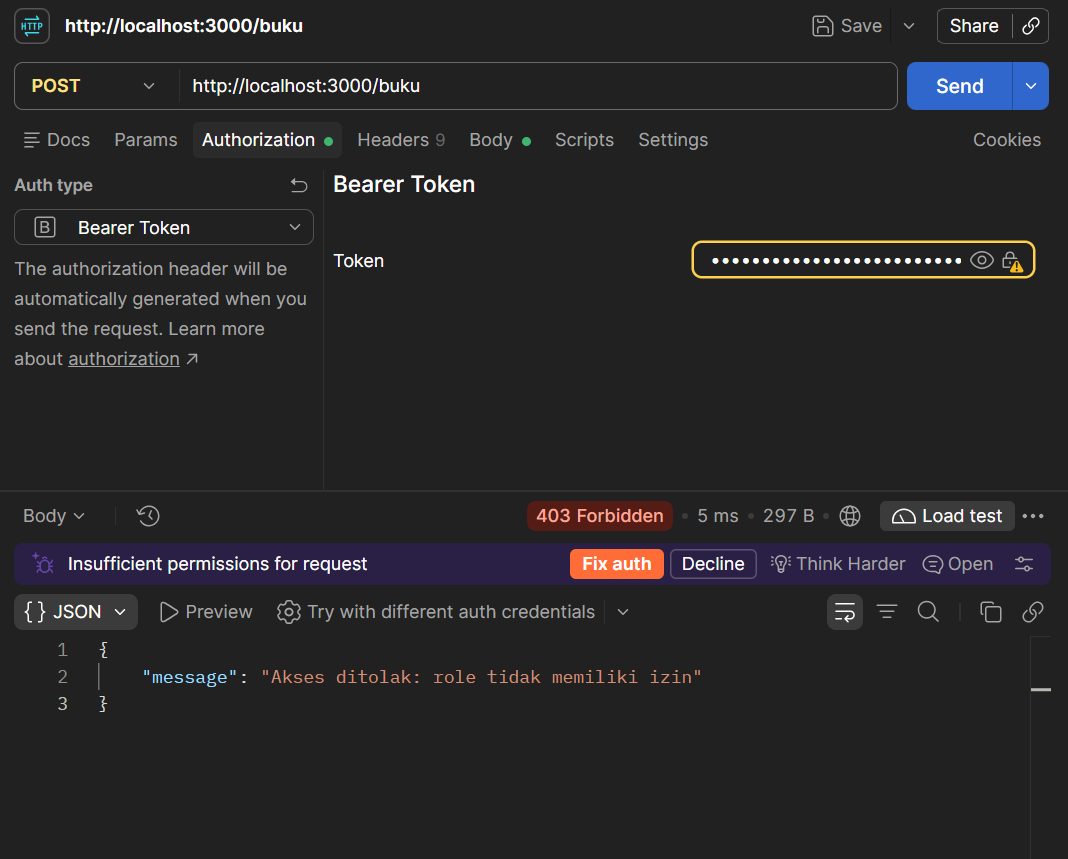 HTTP http://localhost:3000/buku Save Share
POST http://localhost:3000/buku Send
Docs Params Authorization Headers 9 Body Scripts Settings Cookies
Auth type
B Bearer Token
The authorization header will be
automatically generated when you
send the request. Learn more
about authorization ↗
Bearer Token
Token •••••••••••••••••••••••••
Body 403 Forbidden • 5 ms • 297 B • Load test
Insufficient permissions for request Fix auth Decline Think Harder Open
{ } JSON Preview Try with different auth credentials
1 {
2 "message": "Akses ditolak: role tidak memiliki izin"
3 }